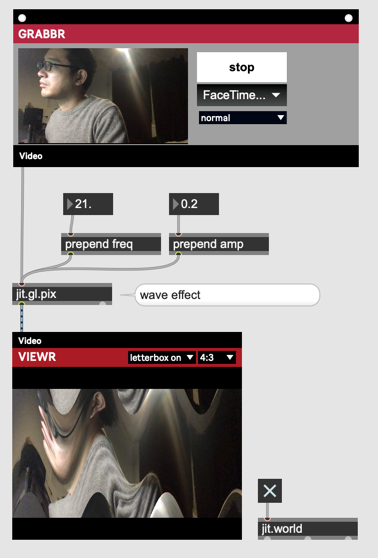 GRABBR
stop
FaceTime...
normal
Video
21.
0.2
prepend freq
prepend amp
jit.gl.pix
wave effect
Video
VIEWR
letterbox on
4:3
jit.world